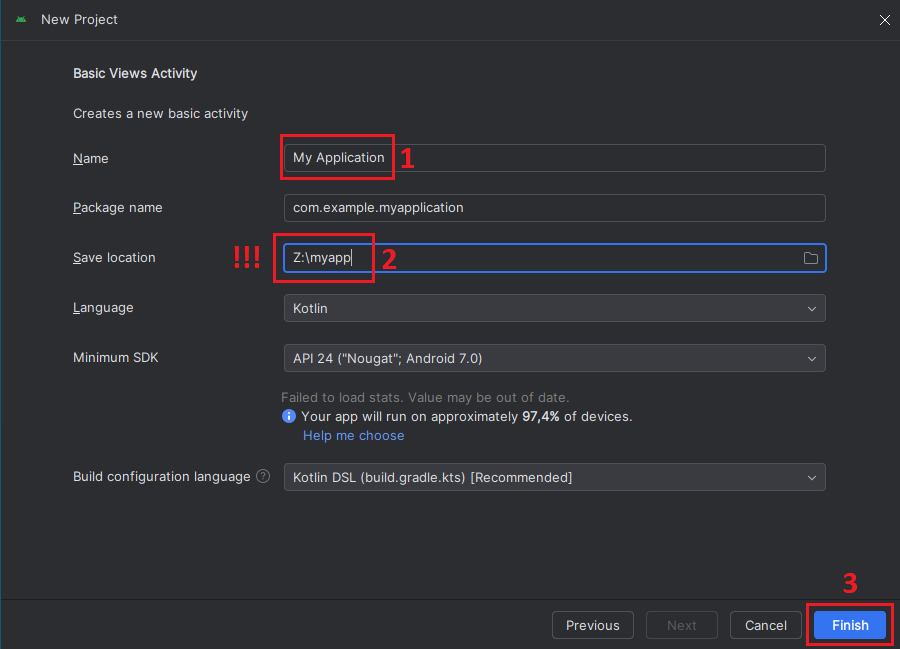 New Project
Basic Views Activity
Creates a new basic activity
Name My Application 1
Package name com.example.myapplication
Save location !!! Z:\myapp 2
Language Kotlin
Minimum SDK API 24 ("Nougat"; Android 7.0)
Failed to load stats. Value may be out of date.
Your app will run on approximately 97,4% of devices.
Help me choose
Build configuration language ? Kotlin DSL (build.gradle.kts) [Recommended]
3
Previous Next Cancel Finish